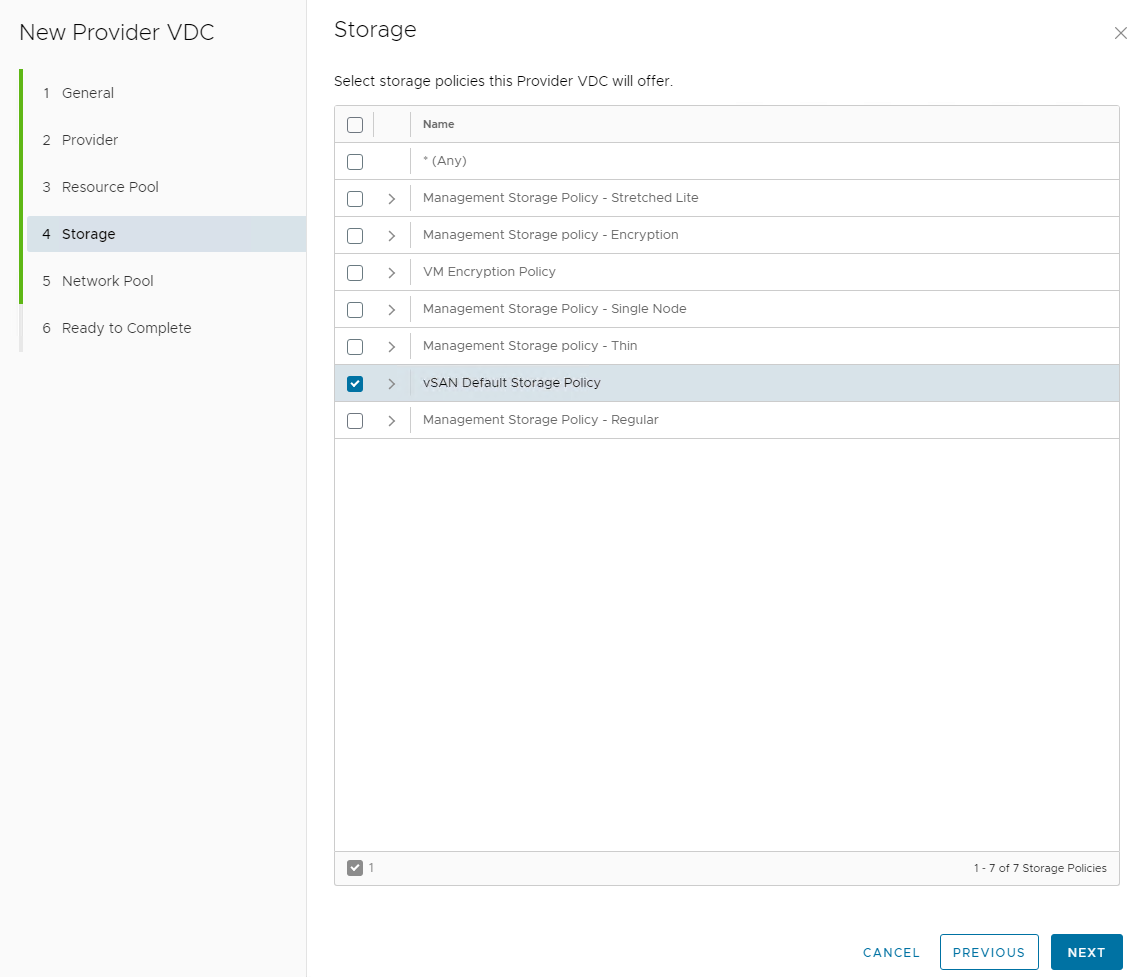 New Provider VDC
1 General
2 Provider
3 Resource Pool
4 Storage
5 Network Pool
6 Ready to Complete
Storage
Select storage policies this Provider VDC will offer.
Name
* (Any)
Management Storage Policy - Stretched Lite
Management Storage policy - Encryption
VM Encryption Policy
Management Storage Policy - Single Node
Management Storage policy - Thin
vSAN Default Storage Policy
Management Storage Policy - Regular
1
1 - 7 of 7 Storage Policies
CANCEL
PREVIOUS
NEXT